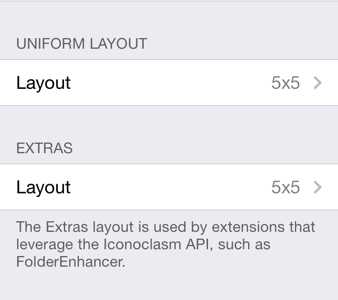 UNIFORM LAYOUT
Layout 5x5
EXTRAS
Layout 5x5
The Extras layout is used by extensions that
leverage the Iconoclasm API, such as
FolderEnhancer.